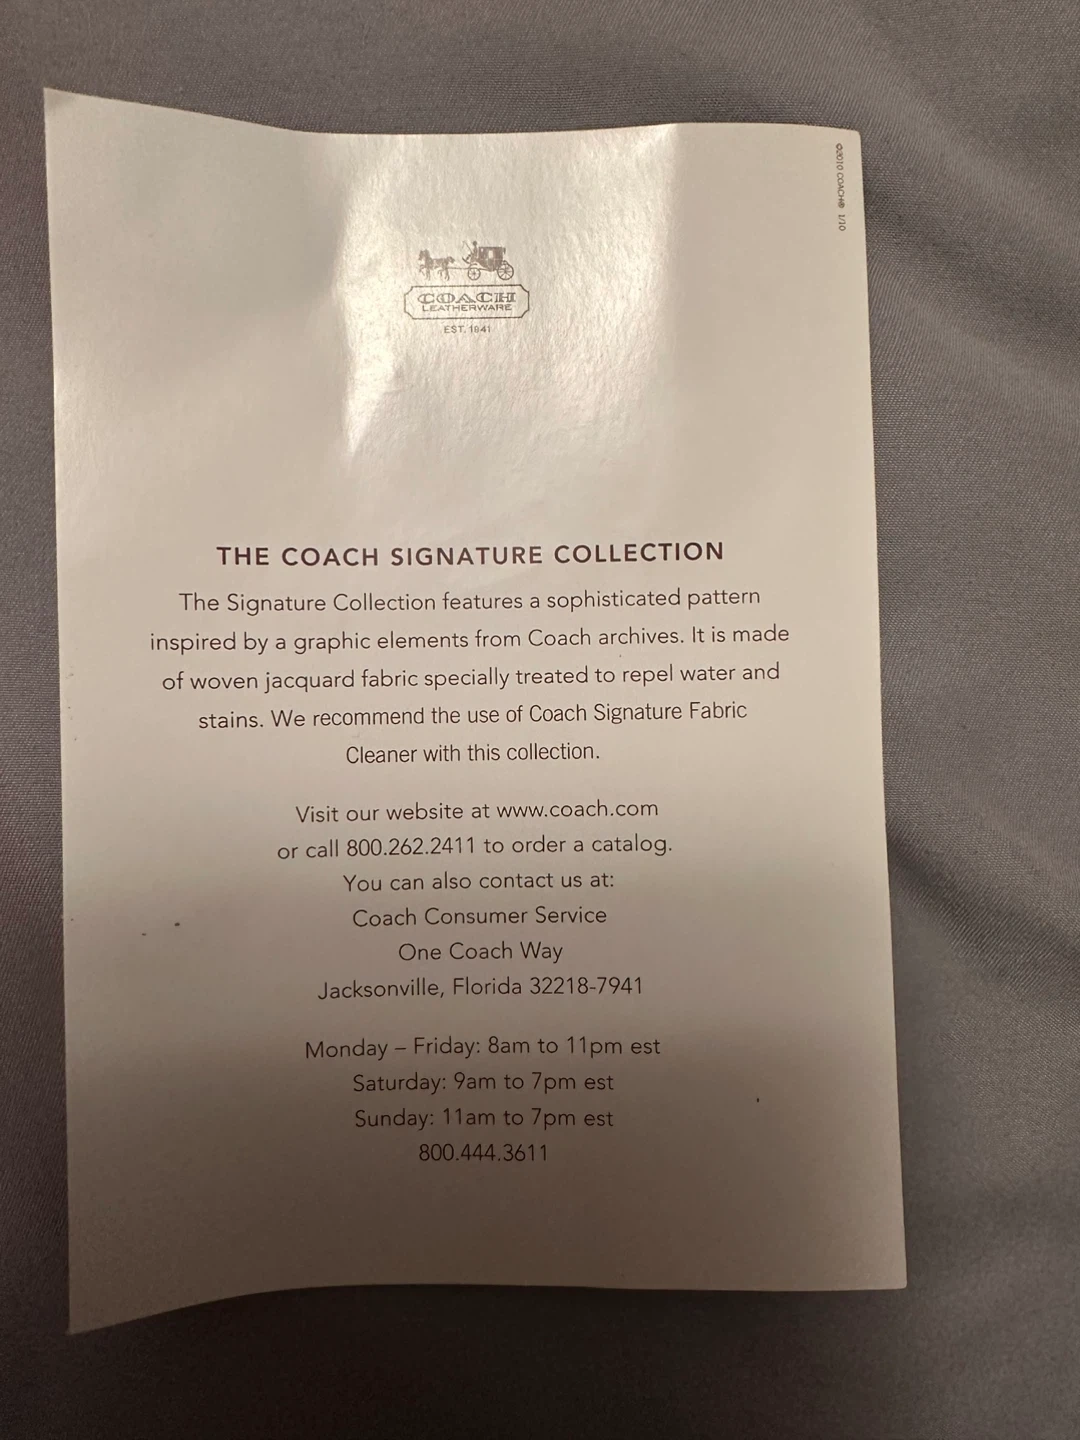 ©2010 COACH® 1/10
COACH
LEATHERWARE
EST. 1941
THE COACH SIGNATURE COLLECTION
The Signature Collection features a sophisticated pattern
inspired by a graphic elements from Coach archives. It is made
of woven jacquard fabric specially treated to repel water and
stains. We recommend the use of Coach Signature Fabric
Cleaner with this collection.
Visit our website at www.coach.com
or call 800.262.2411 to order a catalog.
You can also contact us at:
Coach Consumer Service
One Coach Way
Jacksonville, Florida 32218-7941
Monday – Friday: 8am to 11pm est
Saturday: 9am to 7pm est
Sunday: 11am to 7pm est
800.444.3611